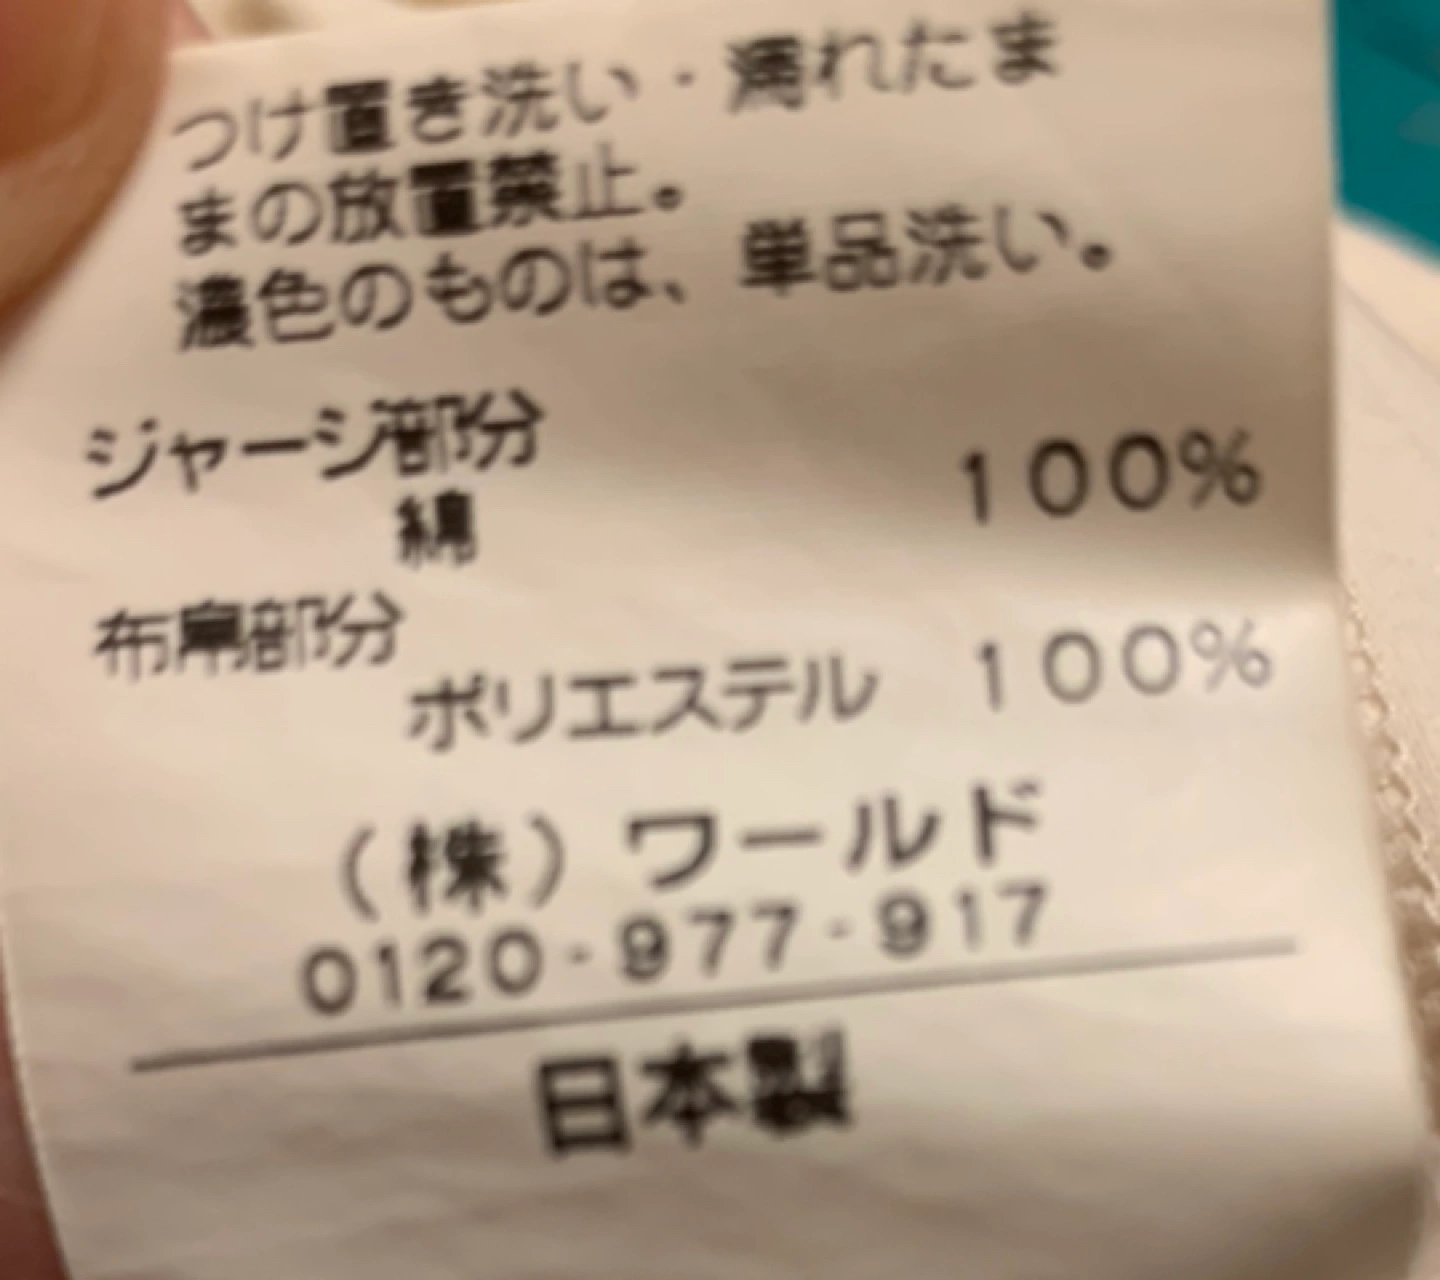 つけ置き洗い・濡れたま
まの放置禁止。
濃色のものは、単品洗い。
ジャージ部分
綿 100%
布帛部分
ポリエステル 100%
(株)ワールド
0120-977-917
日本製